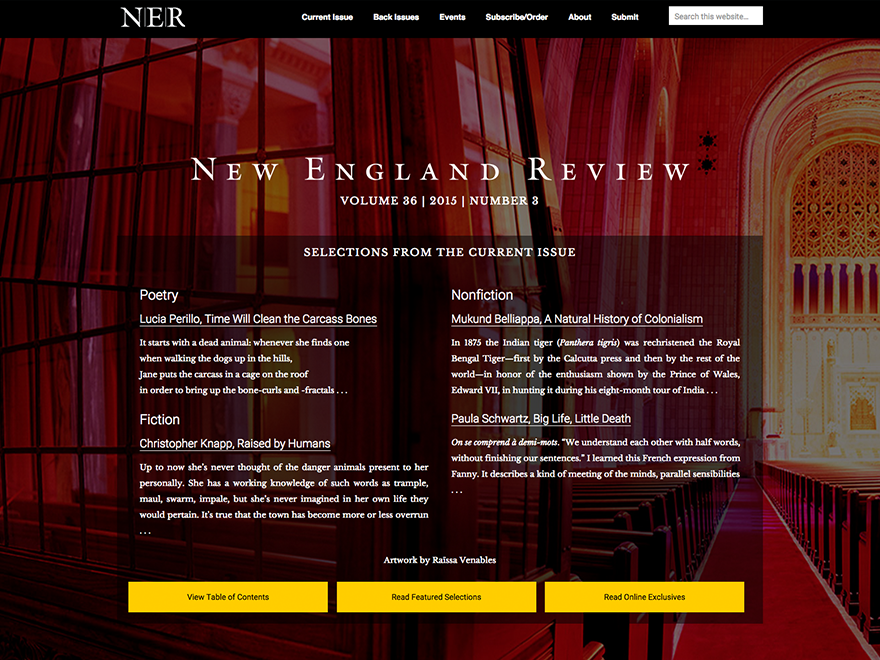 NER
Current Issue
Back Issues
Events
Subscribe/Order
About
Submit
Search this website...
New England Review
VOLUME 36 | 2015 | NUMBER 3
SELECTIONS FROM THE CURRENT ISSUE
Poetry
Lucia Perillo, Time Will Clean the Carcass Bones
It starts with a dead animal: whenever she finds one
when walking the dogs up in the hills,
Jane puts the carcass in a cage on the roof
in order to bring up the bone-curls and -fractals . . .
Fiction
Christopher Knapp, Raised by Humans
Up to now she's never thought of the danger animals present to her
personally. She has a working knowledge of such words as trample,
maul, swarm, impale, but she's never imagined in her own life they
would pertain. It's true that the town has become more or less overrun
. . .
Nonfiction
Mukund Belliappa, A Natural History of Colonialism
In 1875 the Indian tiger (Panthera tigris) was rechristened the Royal
Bengal Tiger—first by the Calcutta press and then by the rest of the
world—in honor of the enthusiasm shown by the Prince of Wales,
Edward VII, in hunting it during his eight-month tour of India . . .
Paula Schwartz, Big Life, Little Death
On se comprend à demi-mots. “We understand each other with half words,
without finishing our sentences.” I learned this French expression from
Fanny. It describes a kind of meeting of the minds, parallel sensibilities
. . .
Artwork by Raïssa Venables
View Table of Contents
Read Featured Selections
Read Online Exclusives